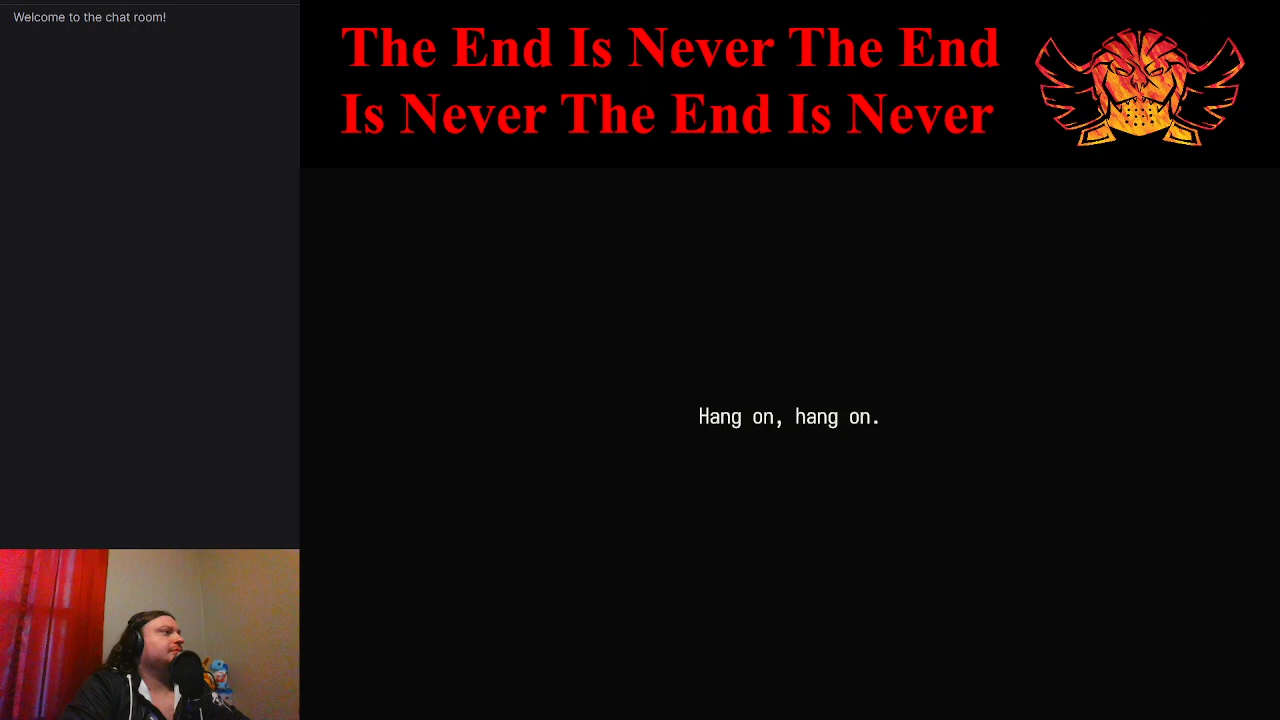 Welcome to the chat room!
The End Is Never The End
Is Never The End Is Never
Hang on, hang on.